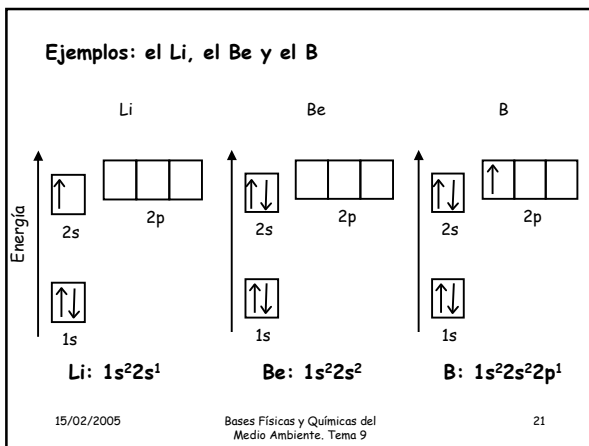 Ejemplos: el Li, el Be y el B
Li Be B
Energía
2s 2p 2s 2p 2s 2p
1s 1s 1s
Li: 1s²2s¹ Be: 1s²2s² B: 1s²2s²2p¹
15/02/2005 Bases Físicas y Químicas del 21
Medio Ambiente. Tema 9